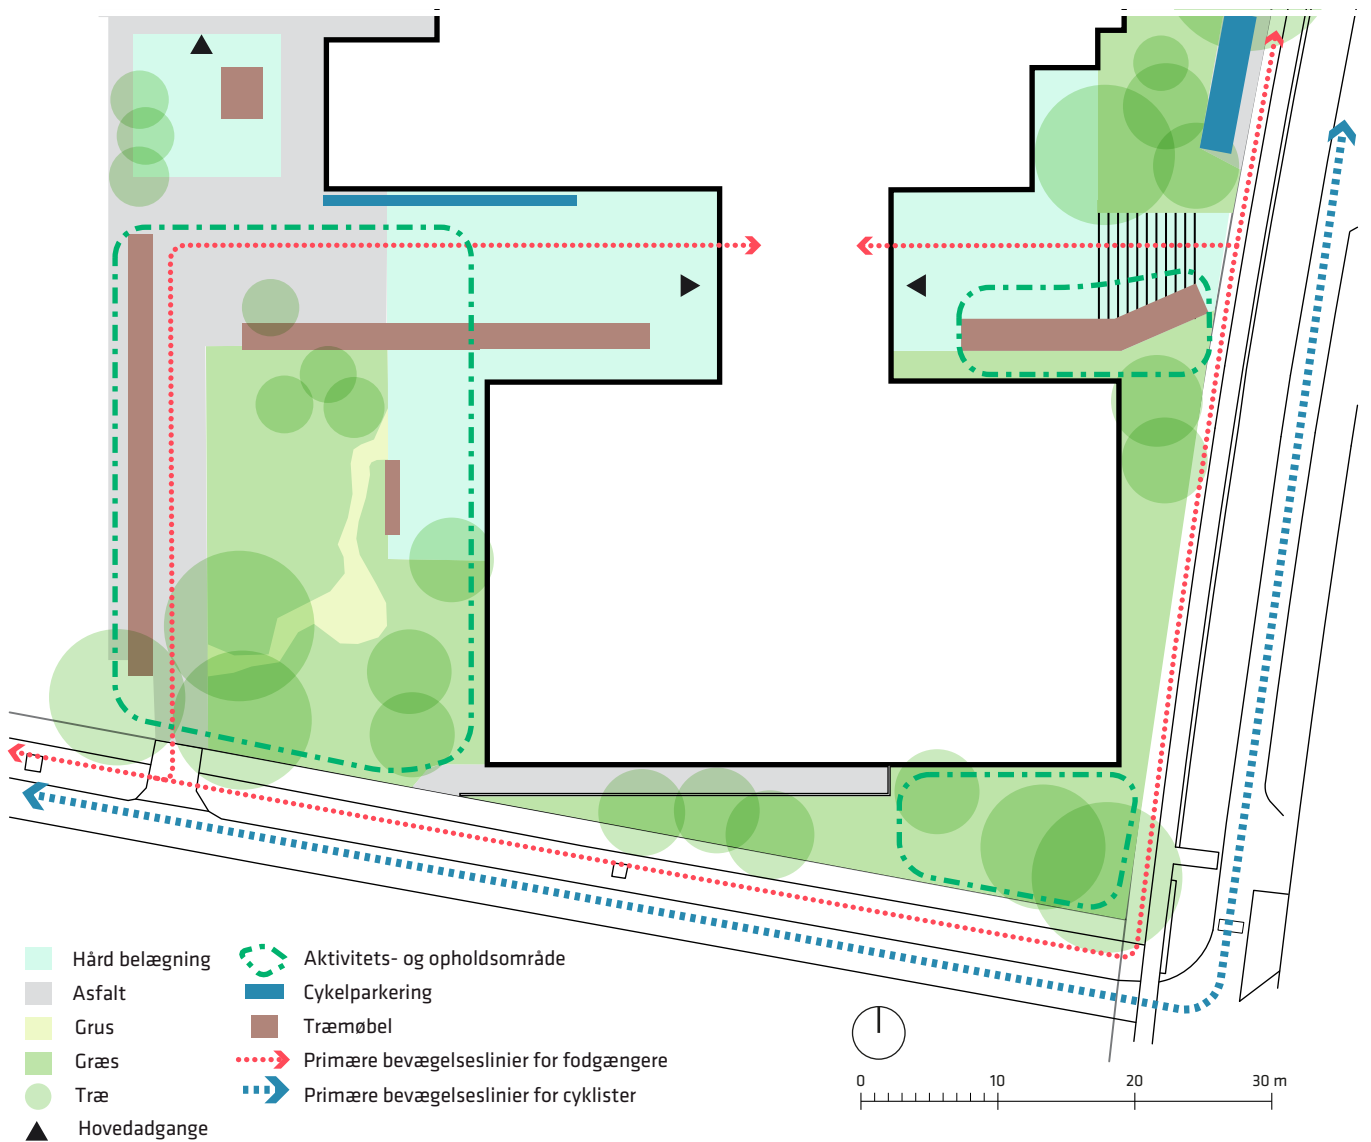 Hård belægning
Asfalt
Grus
Græs
Træ
Hovedadgange
Aktivitets- og opholdsområde
Cykelparkering
Træmøbel
Primære bevægelseslinier for fodgængere
Primære bevægelseslinier for cyklister
0 10 20 30 m